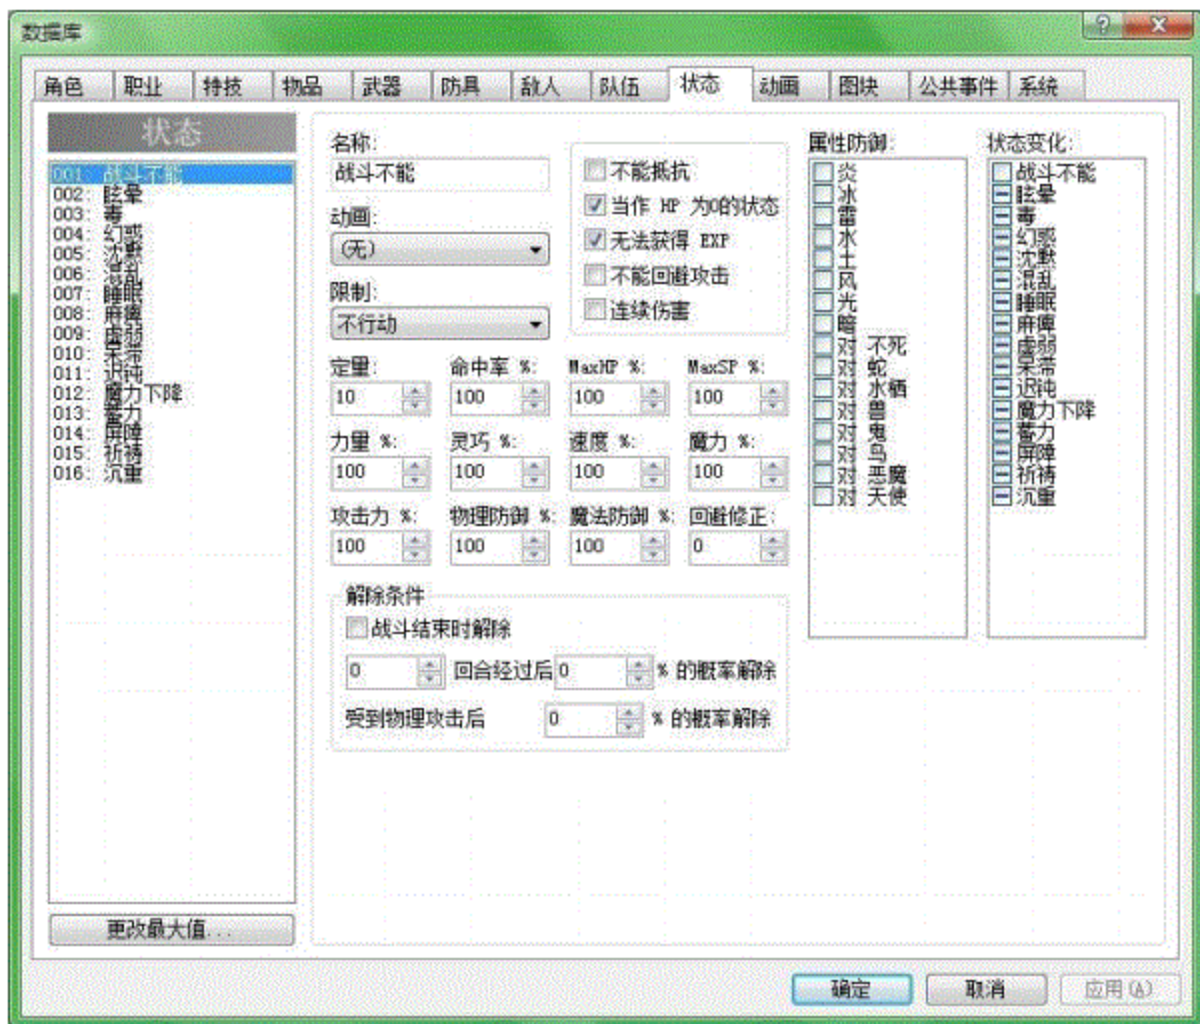 数据库
角色 职业 特技 物品 武器 防具 敌人 队伍 状态 动画 图块 公共事件 系统
状态
001: 战斗不能
002: 眩晕
003: 毒
004: 幻惑
005: 沈默
006: 混乱
007: 睡眠
008: 麻痹
009: 虚弱
010: 呆滞
011: 迟钝
012: 魔力下降
013: 蓄力
014: 屏障
015: 祈祷
016: 沉重
更改最大值...
名称:
战斗不能
动画:
(无)
限制:
不行动
不能抵抗
当作 HP 为0的状态
无法获得 EXP
不能回避攻击
连续伤害
定量: 命中率 %: MaxHP %: MaxSP %:
10 100 100 100
力量 %: 灵巧 %: 速度 %: 魔力 %:
100 100 100 100
攻击力 %: 物理防御 %: 魔法防御 %: 回避修正:
100 100 100 0
解除条件
战斗结束时解除
0 回合经过后 0 % 的概率解除
受到物理攻击后 0 % 的概率解除
属性防御:
炎
冰
雷
水
土
风
光
暗
对 不死
对 蛇
对 水栖
对 兽
对 鬼
对 鸟
对 恶魔
对 天使
状态变化:
战斗不能
眩晕
毒
幻惑
沈默
混乱
睡眠
麻痹
虚弱
呆滞
迟钝
魔力下降
蓄力
屏障
祈祷
沉重
确定 取消 应用(A)